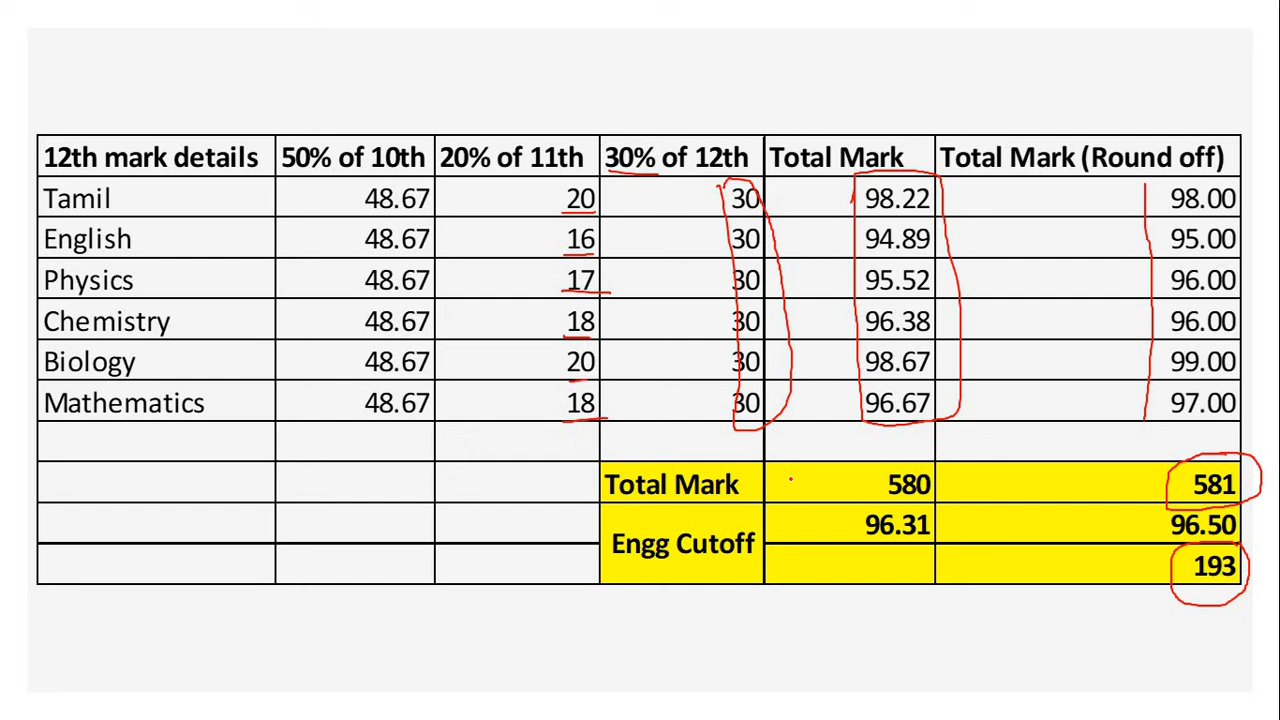 12th mark details 50% of 10th 20% of 11th 30% of 12th Total Mark Total Mark (Round off)
Tamil 48.67 20 30 98.22 98.00
English 48.67 16 30 94.89 95.00
Physics 48.67 17 30 95.52 96.00
Chemistry 48.67 18 30 96.38 96.00
Biology 48.67 20 30 98.67 99.00
Mathematics 48.67 18 30 96.67 97.00
Total Mark 580 581
Engg Cutoff 96.31 96.50
193